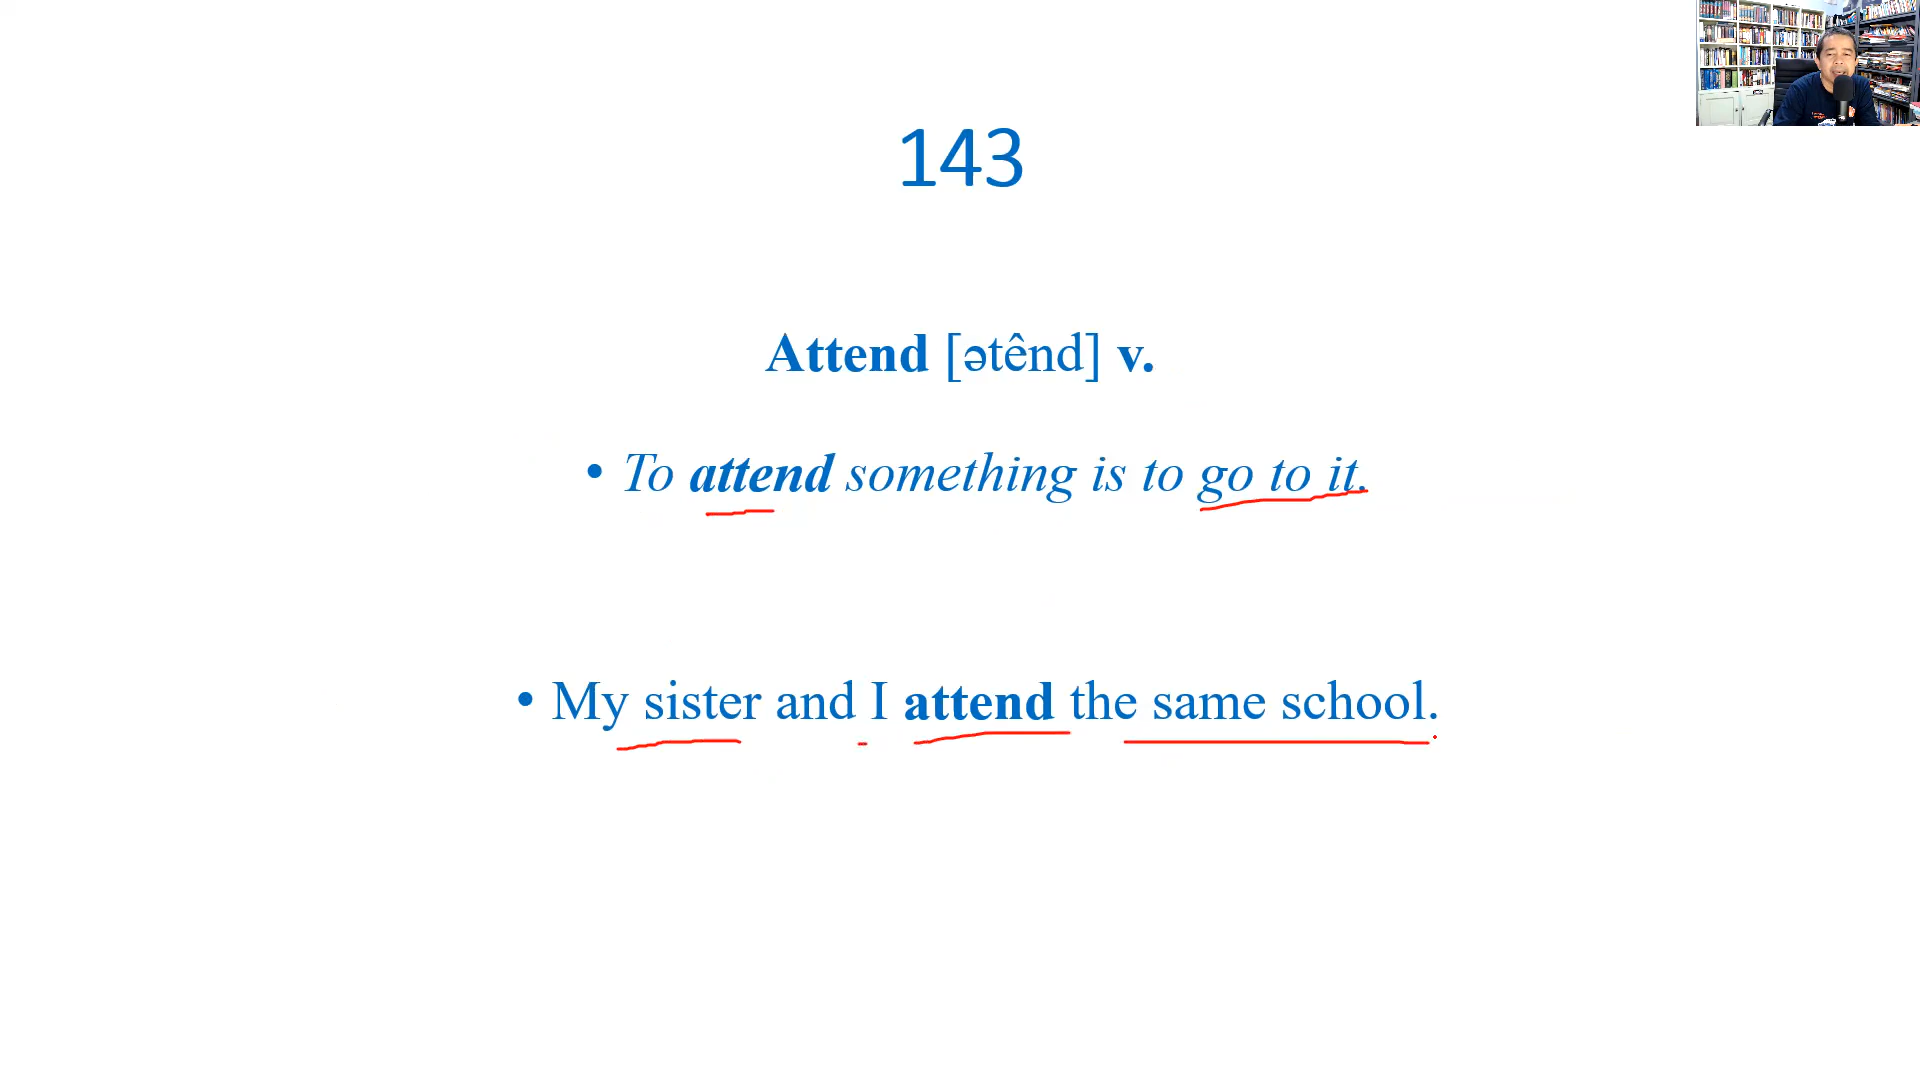 143
Attend [ətênd] v.
• To attend something is to go to it.
• My sister and I attend the same school.